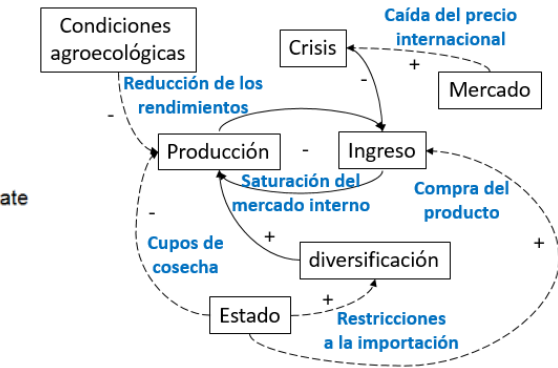 Condiciones
agroecológicas
Crisis
Caída del precio
internacional
+
Mercado
-
Reducción de los
rendimientos
-
Producción
-
Ingreso
ate
Saturación del
mercado interno
Compra del
producto
-
+
+
Cupos de
cosecha
diversificación
Estado
+
Restricciones
a la importación